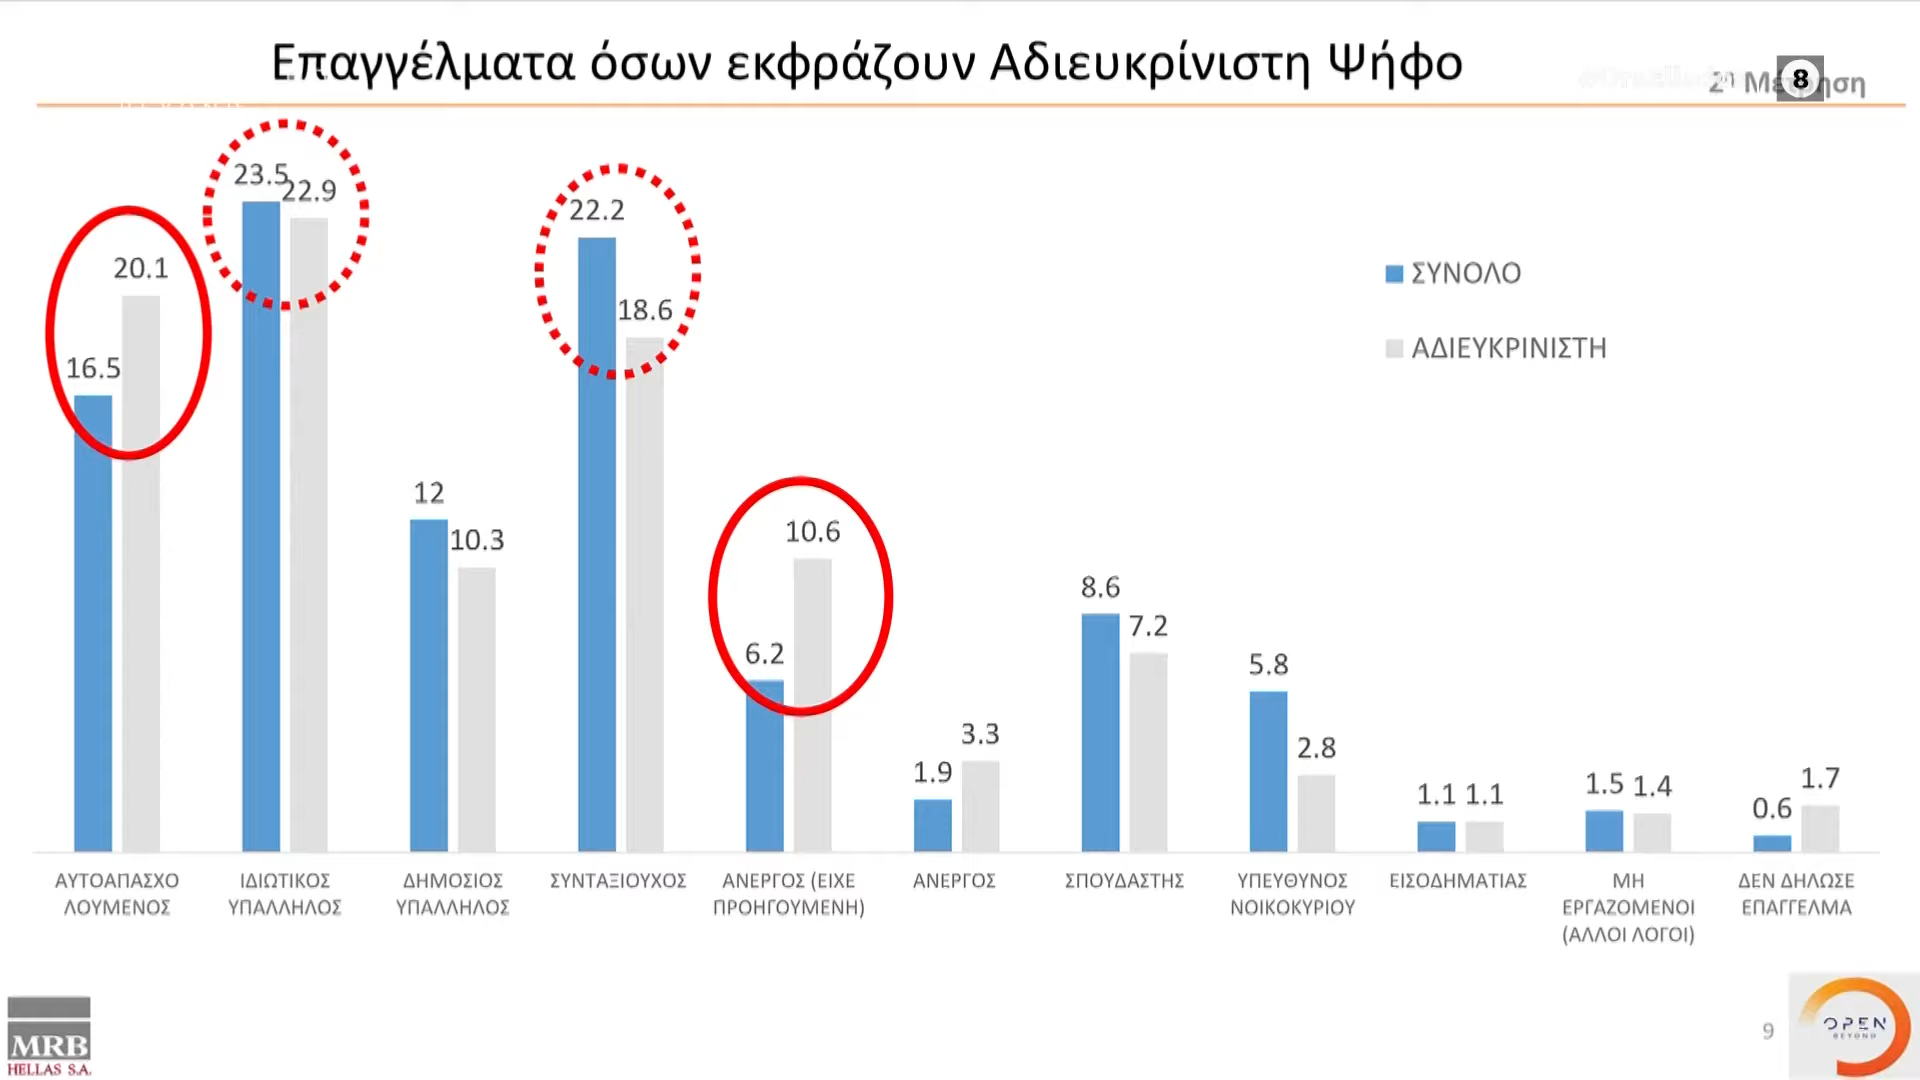 Επαγγέλματα όσων εκφράζουν Αδιευκρίνιστη Ψήφο
8
23.5
22.9
22.2
20.1
18.6
16.5
12
10.3
10.6
6.2
8.6
7.2
5.8
2.8
1.9
3.3
1.1 1.1
1.5 1.4
0.6
1.7
ΣΥΝΟΛΟ
ΑΔΙΕΥΚΡΙΝΙΣΤΗ
ΑΥΤΟΑΠΑΣΧΟ
ΛΟΥΜΕΝΟΣ
ΙΔΙΩΤΙΚΟΣ
ΥΠΑΛΛΗΛΟΣ
ΔΗΜΟΣΙΟΣ
ΥΠΑΛΛΗΛΟΣ
ΣΥΝΤΑΞΙΟΥΧΟΣ
ΑΝΕΡΓΟΣ (ΕΙΧΕ
ΠΡΟΗΓΟΥΜΕΝΗ)
ΑΝΕΡΓΟΣ
ΣΠΟΥΔΑΣΤΗΣ
ΥΠΕΥΘΥΝΟΣ
ΝΟΙΚΟΚΥΡΙΟΥ
ΕΙΣΟΔΗΜΑΤΙΑΣ
ΜΗ
ΕΡΓΑΖΟΜΕΝΟΙ
(ΑΛΛΟΙ ΛΟΓΟΙ)
ΔΕΝ ΔΗΛΩΣΕ
ΕΠΑΓΓΕΛΜΑ
MRB
HELLAS S.A.
9
OPEN
BEYOND